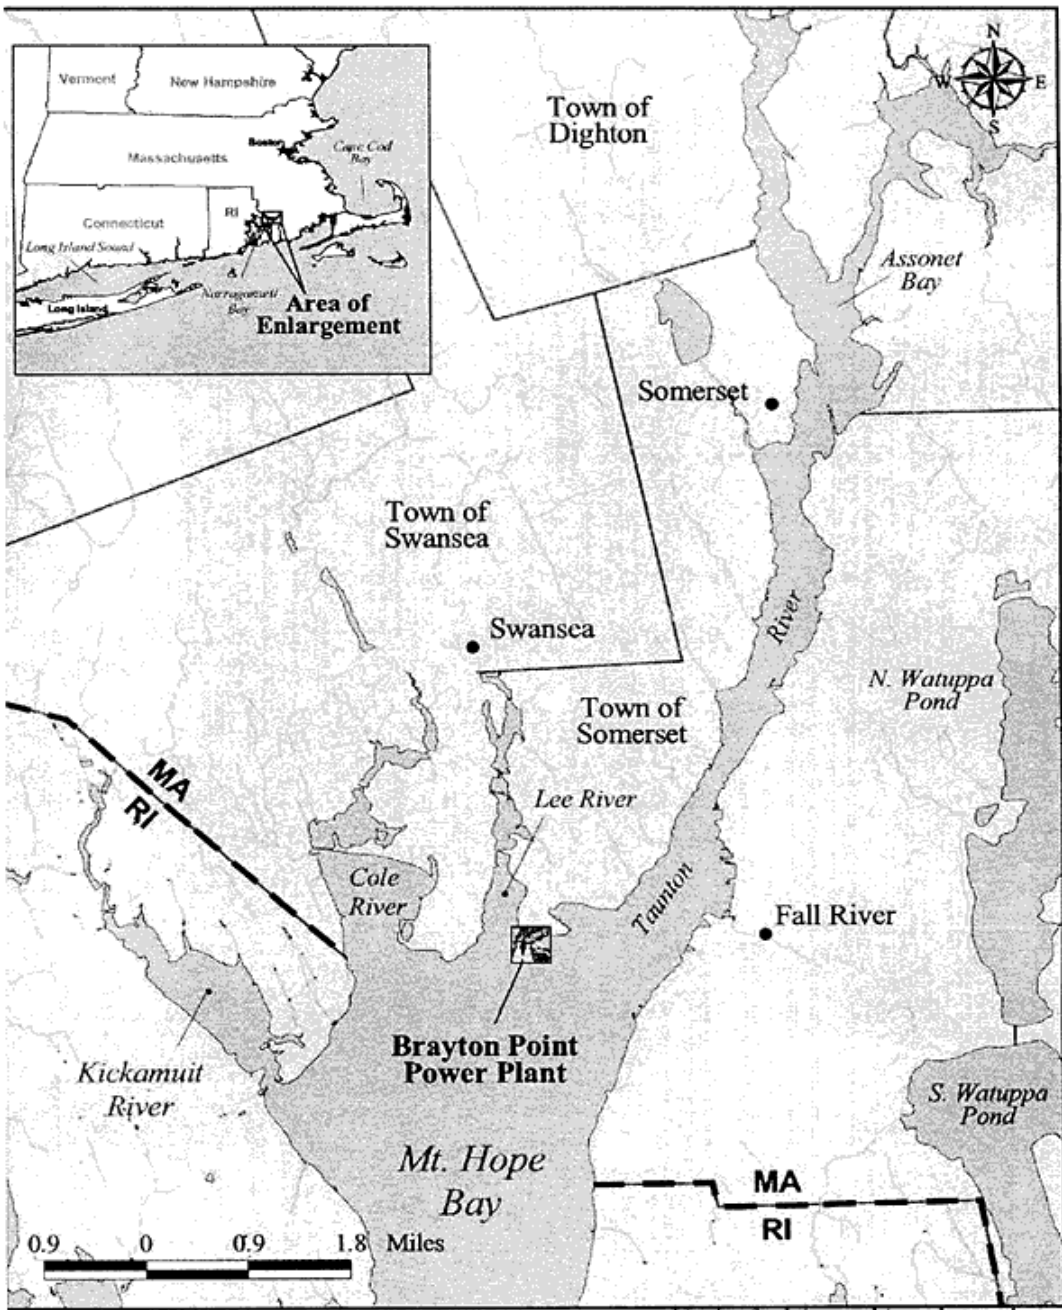 N
W E
S
Vermont
New Hampshire
Boston
Massachusetts
Cape Cod
Bay
RI
Connecticut
Long Island Sound
Long Island
Narragansett
Bay
Area of
Enlargement
Town of
Dighton
Assonet
Bay
Somerset
Town of
Swansea
River
Swansea
N. Watuppa
Pond
Town of
Somerset
MA
RI
Lee River
Cole
River
Taunton
Fall River
Brayton Point
Power Plant
Kickamuit
River
S. Watuppa
Pond
Mt. Hope
Bay
MA
RI
0.9 0 0.9 1.8 Miles